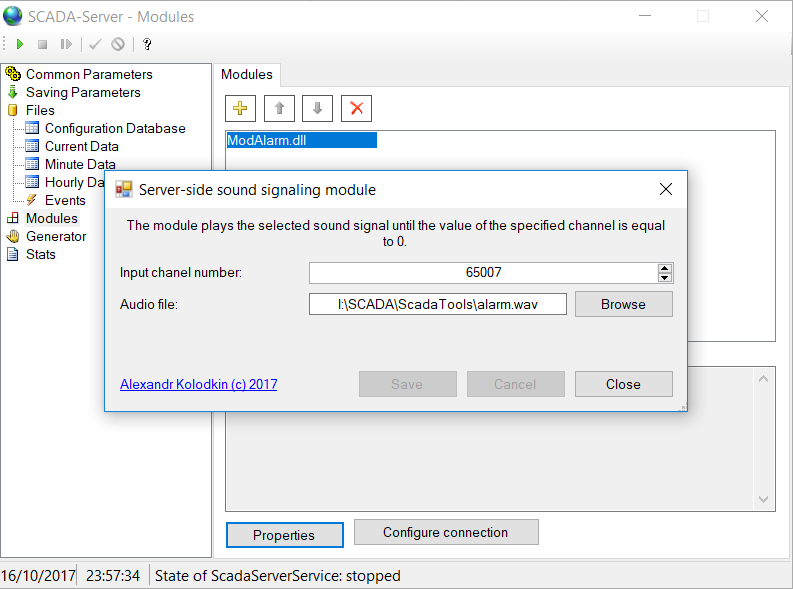 SCADA-Server - Modules
Common Parameters
Saving Parameters
Files
Configuration Database
Current Data
Minute Data
Hourly Da
Events
Modules
Generator
Stats
Modules
ModAlarm.dll
Server-side sound signaling module
The module plays the selected sound signal until the value of the specified channel is equal
to 0.
Input chanel number:
65007
Audio file:
I:\SCADA\ScadaTools\alarm.wav
Browse
Alexandr Kolodkin (c) 2017
Save
Cancel
Close
Properties
Configure connection
16/10/2017 23:57:34 State of ScadaServerService: stopped